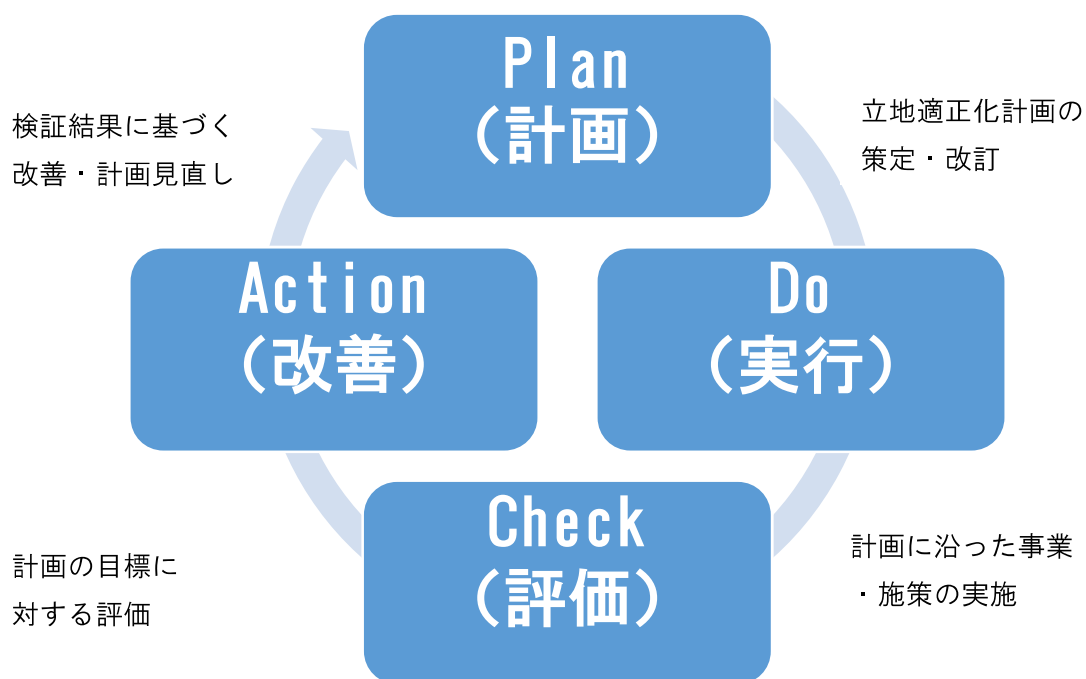 Plan
（計画）
立地適正化計画の
策定・改訂
Do
（実行）
計画に沿った事業
・施策の実施
Check
（評価）
計画の目標に
対する評価
Action
（改善）
検証結果に基づく
改善・計画見直し